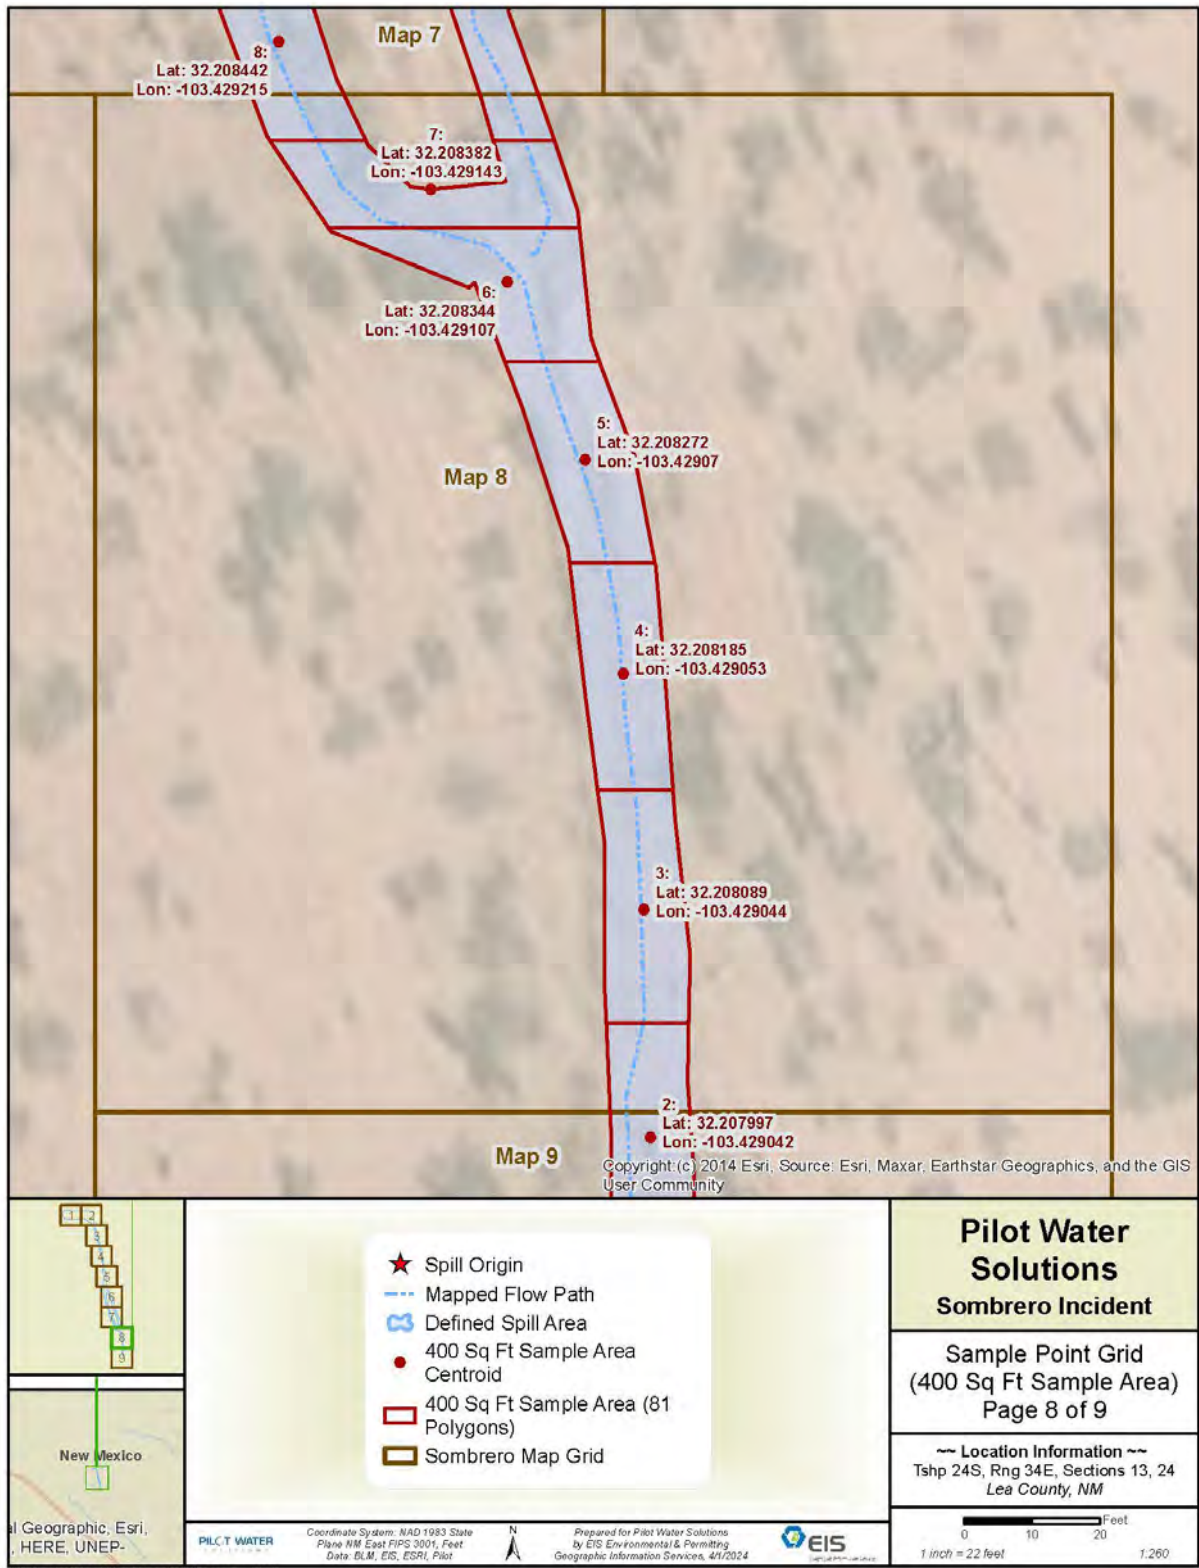 Map 7
8:
Lat: 32.208442
Lon: -103.429215
7:
Lat: 32.208382
Lon: -103.429143
6:
Lat: 32.208344
Lon: -103.429107
5:
Lat: 32.208272
Lon: -103.42907
Map 8
4:
Lat: 32.208185
Lon: -103.429053
3:
Lat: 32.208089
Lon: -103.429044
2:
Lat: 32.207997
Lon: -103.429042
Map 9
Copyright:(c) 2014 Esri, Source: Esri, Maxar, Earthstar Geographics, and the GIS
User Community
1 2
3
4
5
6
7
8
9
New Mexico
al Geographic, Esri,
, HERE, UNEP-
Spill Origin
Mapped Flow Path
Defined Spill Area
400 Sq Ft Sample Area
Centroid
400 Sq Ft Sample Area (81
Polygons)
Sombrero Map Grid
PILOT WATER
Coordinate System: NAD 1983 State
Plane NM East FIPS 3001, Feet
Data: BLM, EIS, ESRI, Pilot
N
Prepared for Pilot Water Solutions
by EIS Environmental & Permitting
Geographic Information Services, 4/1/2024
EIS
Pilot Water
Solutions
Sombrero Incident
Sample Point Grid
(400 Sq Ft Sample Area)
Page 8 of 9
~~ Location Information ~~
Tshp 24S, Rng 34E, Sections 13, 24
Lea County, NM
Feet
0 10 20
1 inch = 22 feet
1:260